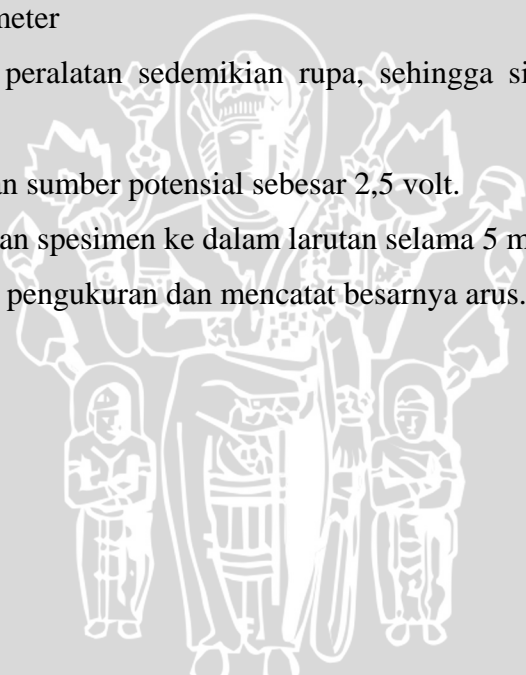 meter
peralatan sedemikian rupa, sehingga si
an sumber potensial sebesar 2,5 volt.
an spesimen ke dalam larutan selama 5 m
pengukuran dan mencatat besarnya arus.